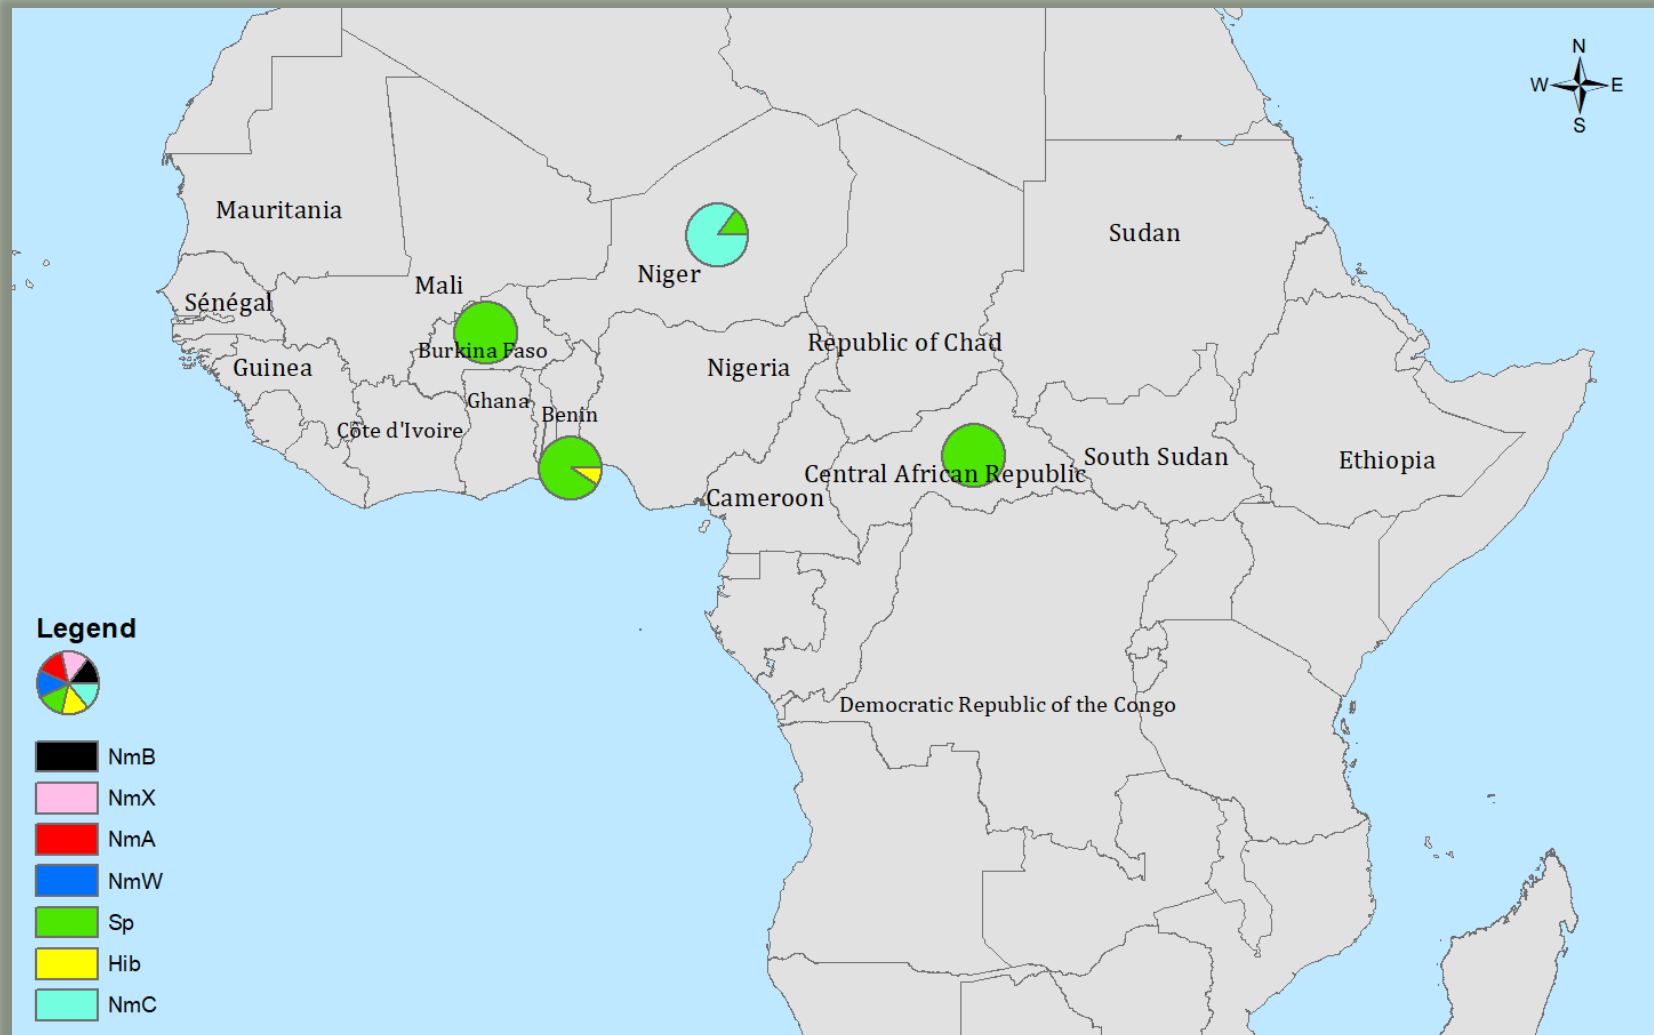 N
W E
S
Mauritania
Sudan
Niger
Mali
Sénégal
Republic of Chad
Burkina Faso
Guinea
Nigeria
Ghana
Benin
Côte d'Ivoire
South Sudan
Ethiopia
Central African Republic
Cameroon
Democratic Republic of the Congo
Legend
NmB
NmX
NmA
NmW
Sp
Hib
NmC